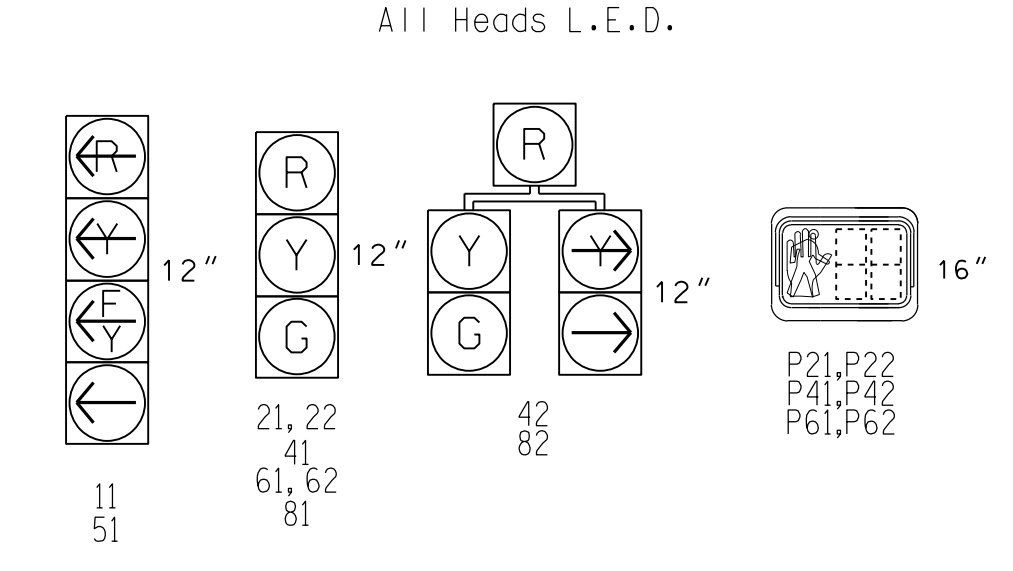 All Heads L.E.D.
R
Y
F
Y
12"
11
51
R
Y
G
12"
21, 22
41
61, 62
81
R
Y
Y
G
12"
42
82
16"
P21,P22
P41,P42
P61,P62